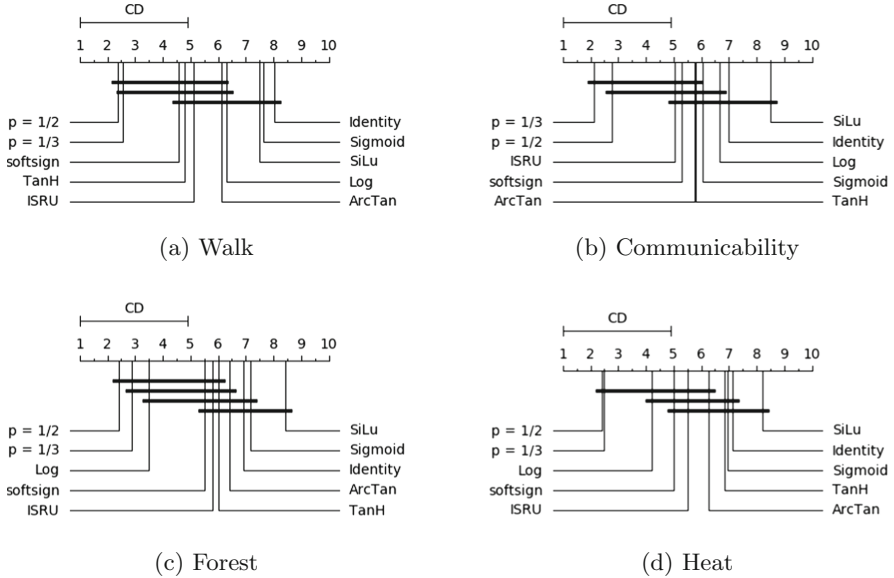 CD
1 2 3 4 5 6 7 8 9 10
p = 1/2 Identity
p = 1/3 Sigmoid
softsign SiLu
TanH Log
ISRU ArcTan
(a) Walk
CD
1 2 3 4 5 6 7 8 9 10
p = 1/3 SiLu
p = 1/2 Identity
ISRU Log
softsign Sigmoid
ArcTan TanH
(b) Communicability
CD
1 2 3 4 5 6 7 8 9 10
p = 1/2 SiLu
p = 1/3 Sigmoid
Log Identity
softsign ArcTan
ISRU TanH
(c) Forest
CD
1 2 3 4 5 6 7 8 9 10
p = 1/2 SiLu
p = 1/3 Identity
Log Sigmoid
softsign TanH
ISRU ArcTan
(d) Heat